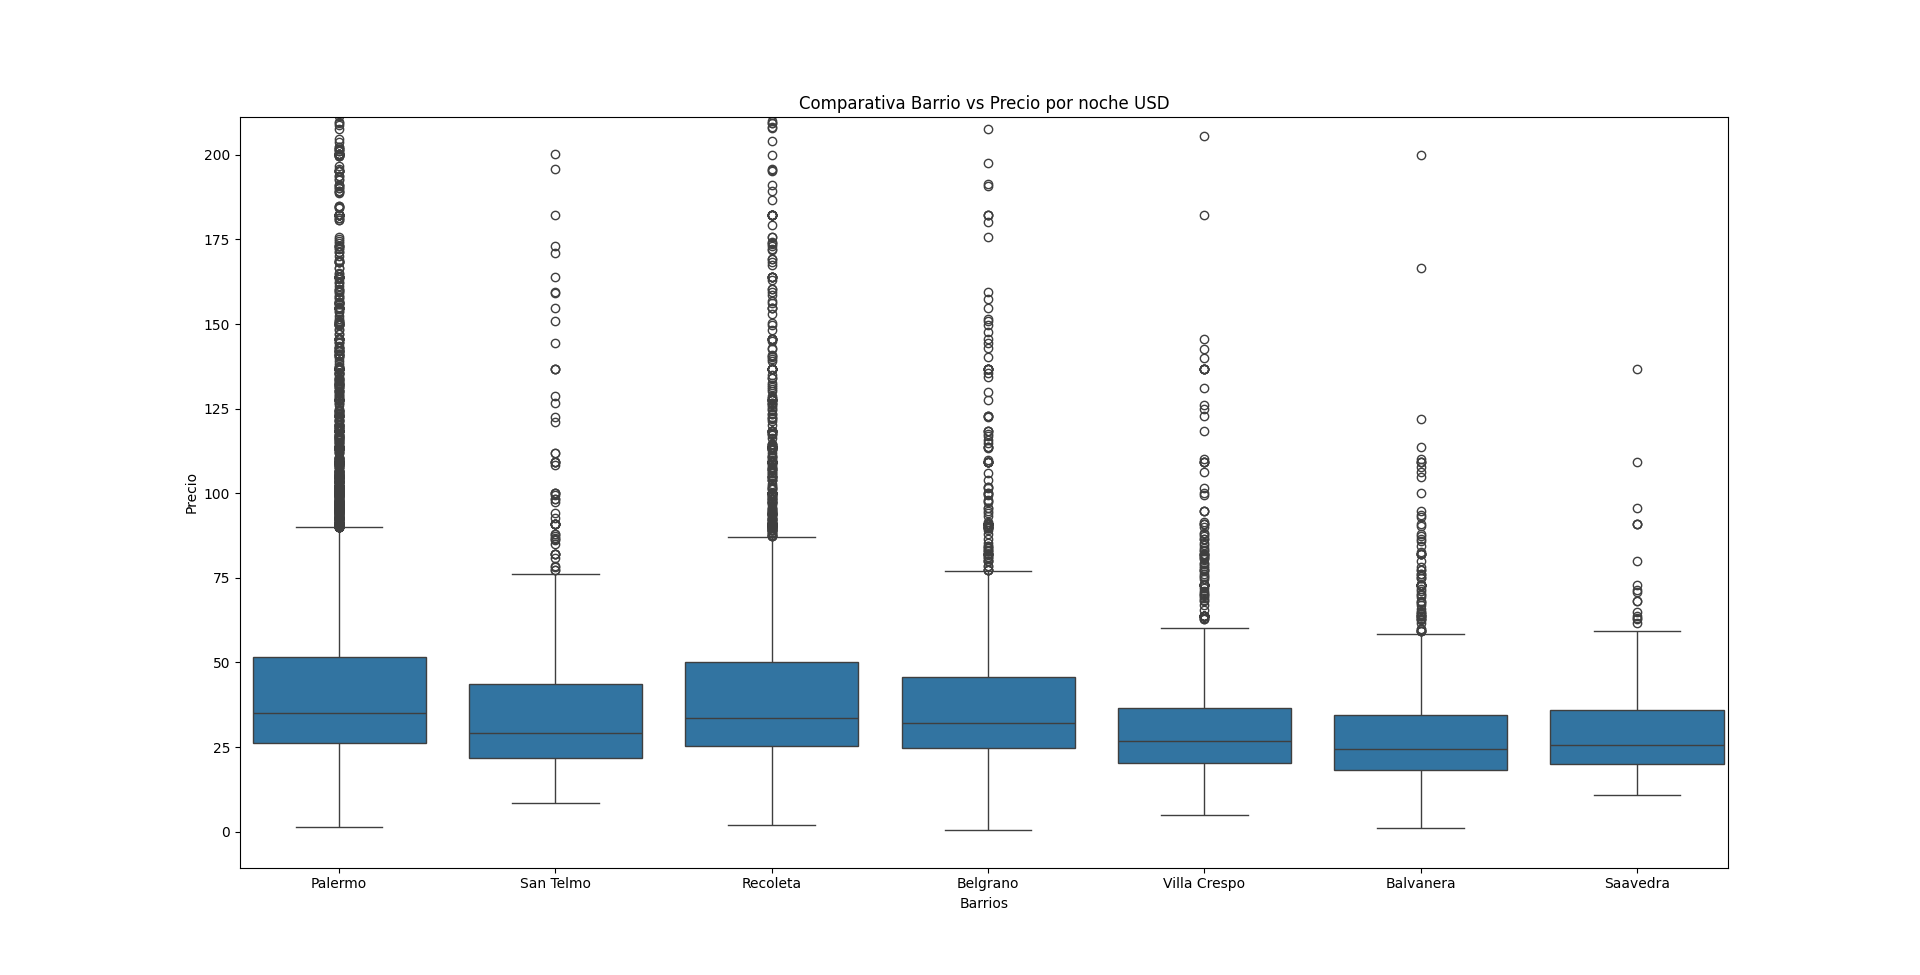 Comparativa Barrio vs Precio por noche USD
200
175
150
125
100
75
50
25
0
Precio
Palermo San Telmo Recoleta Belgrano Villa Crespo Balvanera Saavedra
Barrios